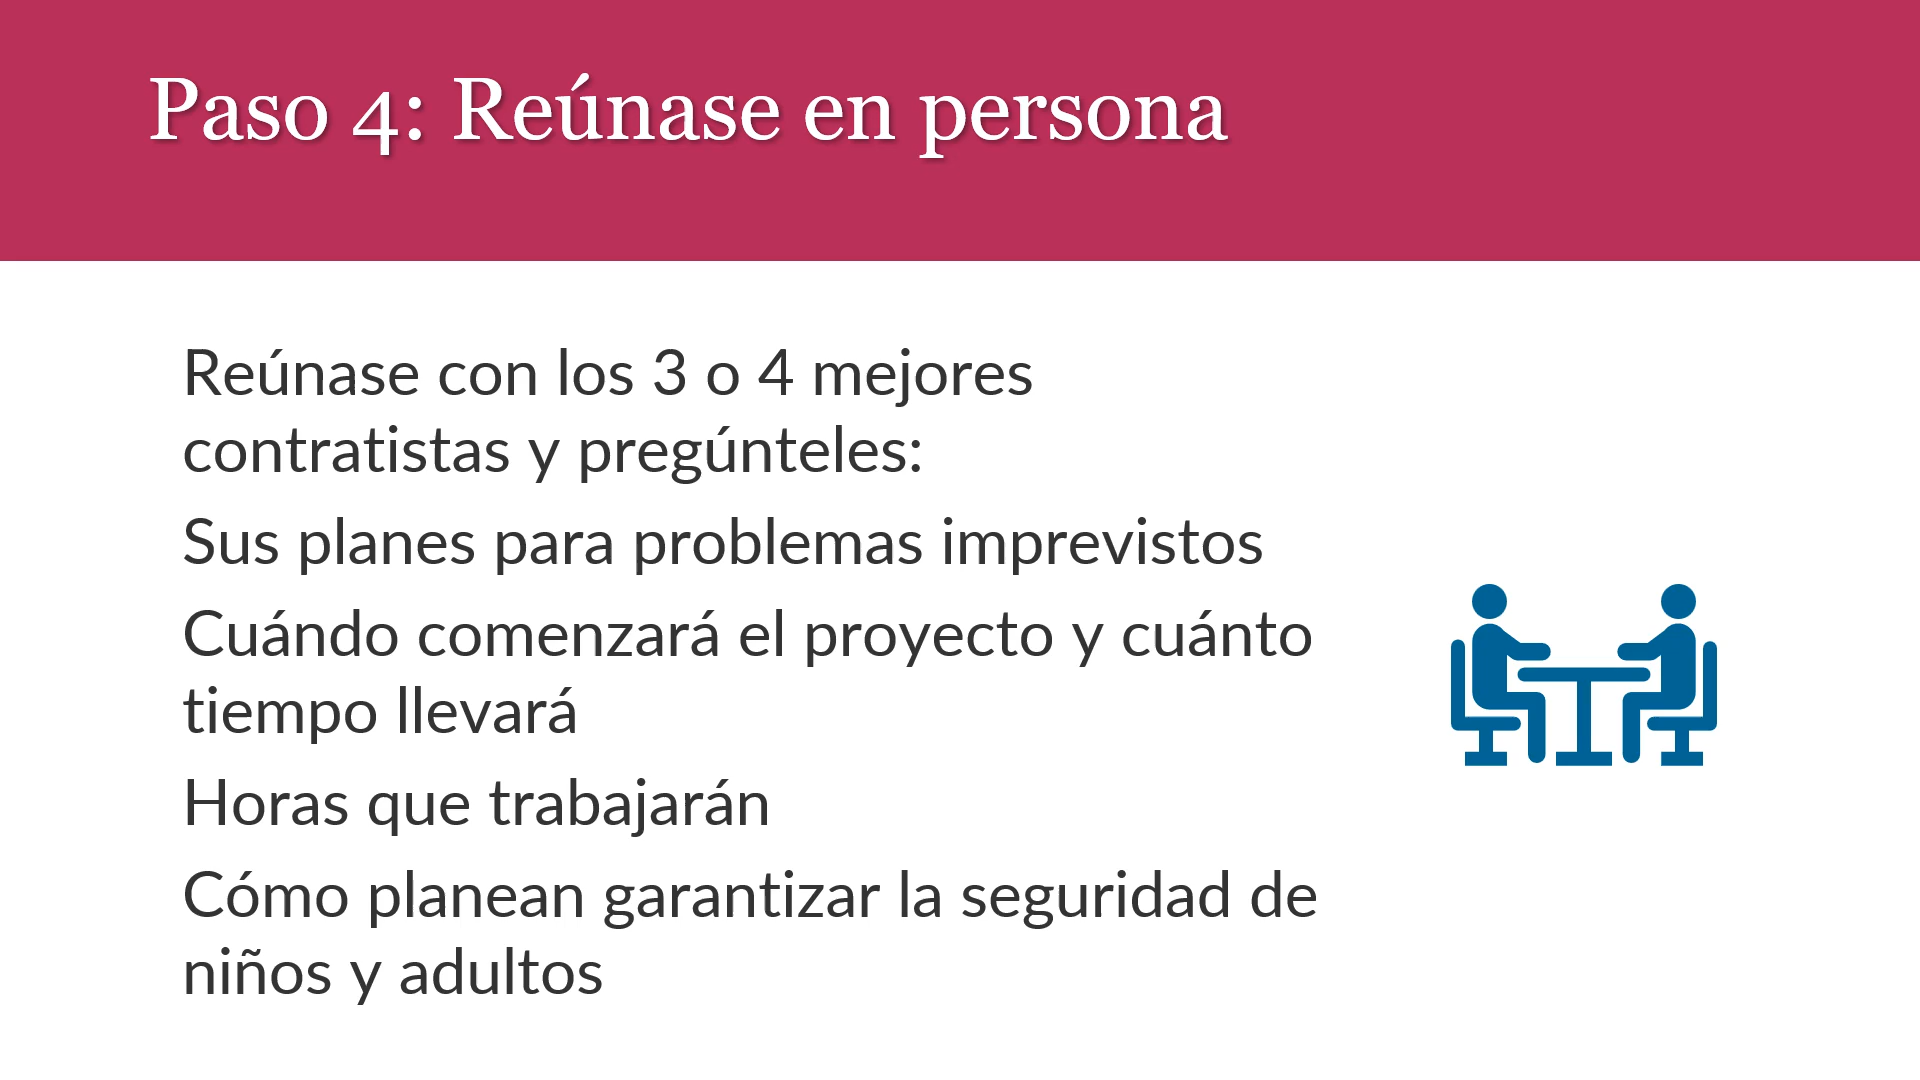 Paso 4: Reúnase en persona
Reúnase con los 3 o 4 mejores
contratistas y pregúnteles:
Sus planes para problemas imprevistos
Cuándo comenzará el proyecto y cuánto
tiempo llevará
Horas que trabajarán
Cómo planean garantizar la seguridad de
niños y adultos